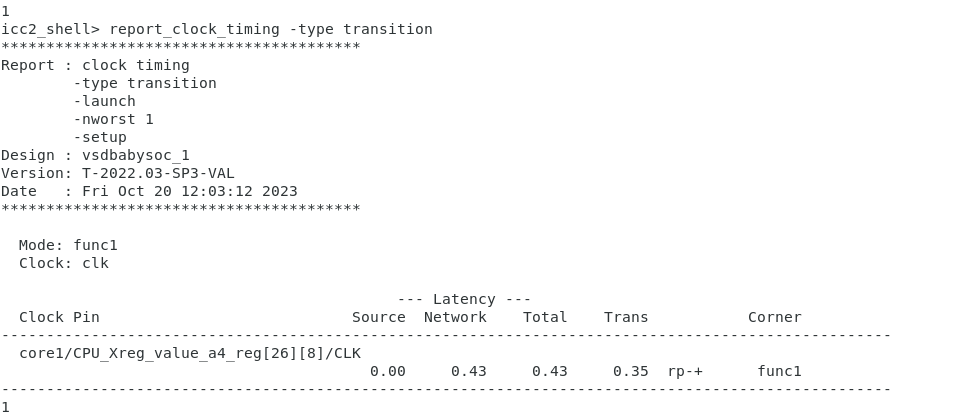 1
icc2_shell> report_clock_timing -type transition
****************************************
Report : clock timing
        -type transition
        -launch
        -nworst 1
        -setup
Design : vsdbabysoc_1
Version: T-2022.03-SP3-VAL
Date   : Fri Oct 20 12:03:12 2023
****************************************

  Mode: func1
  Clock: clk

                                            --- Latency ---
  Clock Pin                            Source  Network    Total    Trans           Corner
---------------------------------------------------------------------------------------------------
  core1/CPU_Xreg_value_a4_reg[26][8]/CLK
                                         0.00     0.43     0.43     0.35  rp-+      func1
---------------------------------------------------------------------------------------------------
1